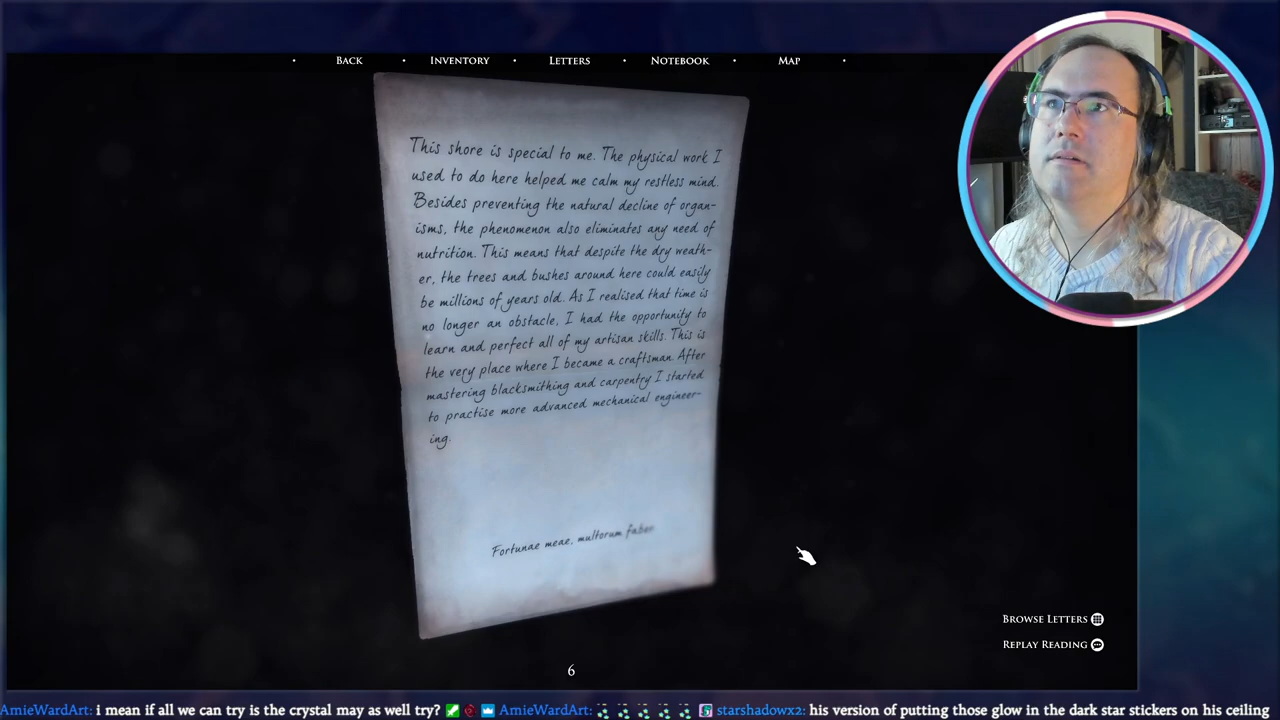 BACK
INVENTORY
LETTERS
NOTEBOOK
MAP
This shore is special to me. The physical work I
used to do here helped me calm my restless mind.
Besides preventing the natural decline of organ-
isms, the phenomenon also eliminates any need of
nutrition. This means that despite the dry weath-
er, the trees and bushes around here could easily
be millions of years old. As I realised that time is
no longer an obstacle, I had the opportunity to
learn and perfect all of my artisan skills. This is
the very place where I became a craftsman. After
mastering blacksmithing and carpentry I started
to practise more advanced mechanical engineer-
ing.
Fortunae meae, multorum faber
BROWSE LETTERS
REPLAY READING
6
AmieWardArt: i mean if all we can try is the crystal may as well try? AmieWardArt: starshadowx2: his version of putting those glow in the dark star stickers on his ceiling